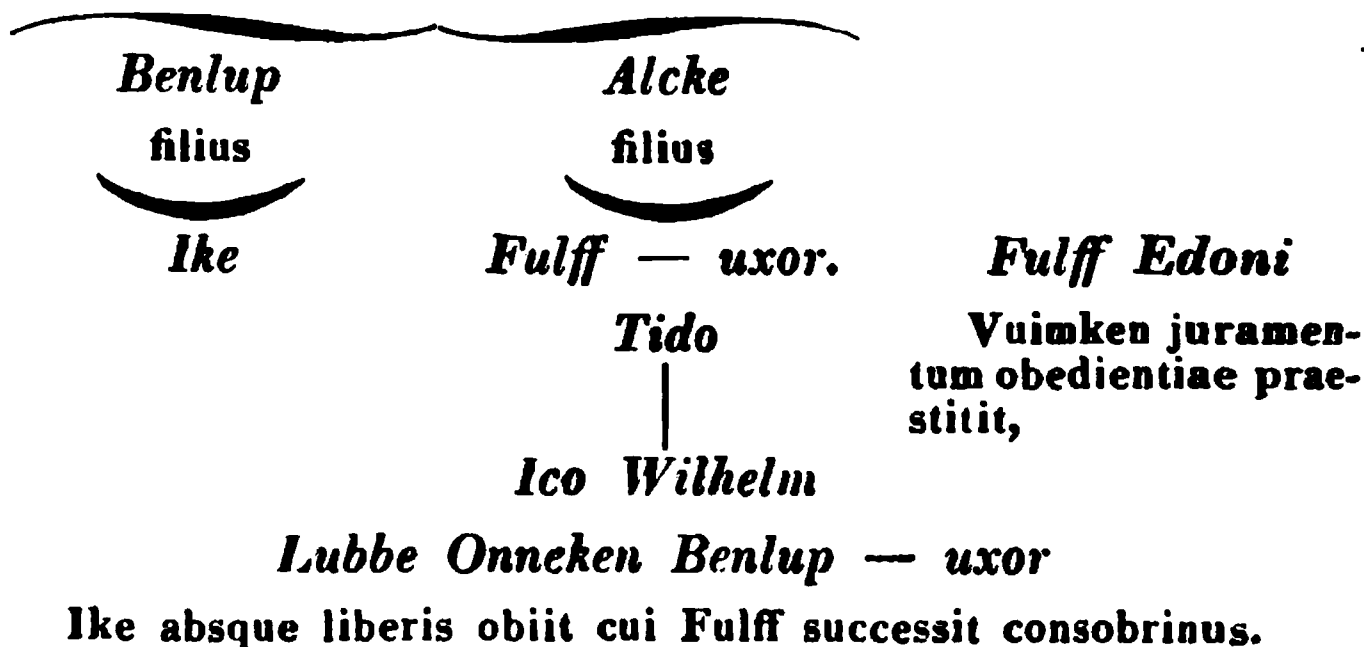 Benlup Alcke
filius filius
Ike Fulff — uxor. Fulff Edoni
Tido
Vuimken juramen-
tum obedientiae prae-
stitit,
Ico Wilhelm
Lubbe Onneken Benlup — uxor
Ike absque liberis obiit cui Fulff successit consobrinus.